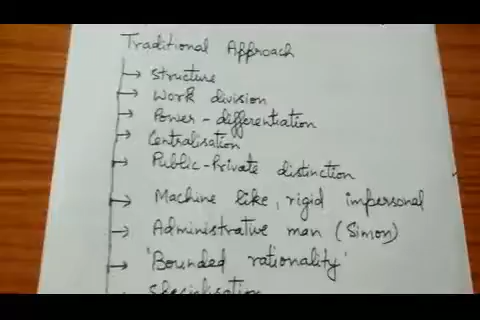 Traditional Approach
→ Structure
→ Work division
→ Power - differentiation
→ Centralisation
→ Public-Private distinction
→ Machine like, rigid impersonal
→ Administrative man (Simon)
→ 'Bounded rationality'
→ Specialisation